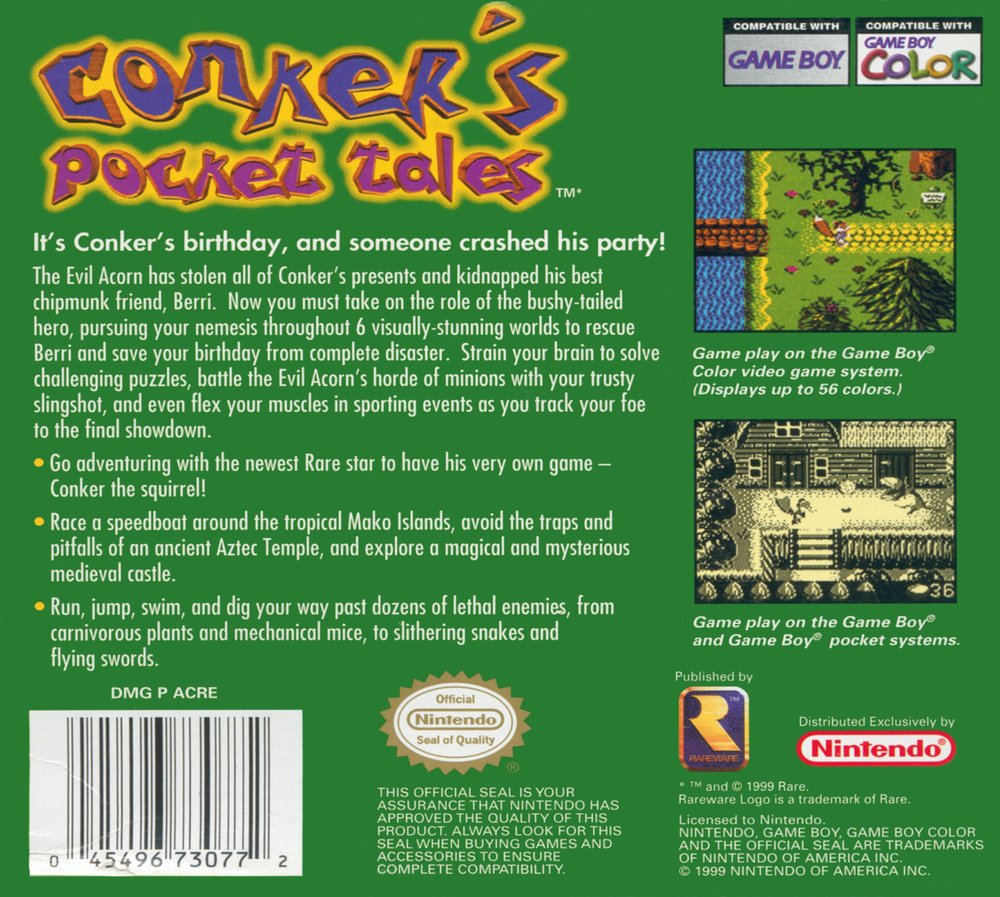 CONKER'S
POCKET TALES
TM*
COMPATIBLE WITH
GAME BOY
COMPATIBLE WITH
GAME BOY
COLOR
It's Conker's birthday, and someone crashed his party!
The Evil Acorn has stolen all of Conker's presents and kidnapped his best
chipmunk friend, Berri. Now you must take on the role of the bushy-tailed
hero, pursuing your nemesis throughout 6 visually-stunning worlds to rescue
Berri and save your birthday from complete disaster. Strain your brain to solve
challenging puzzles, battle the Evil Acorn's horde of minions with your trusty
slingshot, and even flex your muscles in sporting events as you track your foe
to the final showdown.
• Go adventuring with the newest Rare star to have his very own game –
Conker the squirrel!
• Race a speedboat around the tropical Mako Islands, avoid the traps and
pitfalls of an ancient Aztec Temple, and explore a magical and mysterious
medieval castle.
• Run, jump, swim, and dig your way past dozens of lethal enemies, from
carnivorous plants and mechanical mice, to slithering snakes and
flying swords.
Game play on the Game Boy®
Color video game system.
(Displays up to 56 colors.)
36
Game play on the Game Boy®
and Game Boy® pocket systems.
DMG P ACRE
0 45496 73077 2
Official
Nintendo
Seal of Quality
®
THIS OFFICIAL SEAL IS YOUR
ASSURANCE THAT NINTENDO HAS
APPROVED THE QUALITY OF THIS
PRODUCT. ALWAYS LOOK FOR THIS
SEAL WHEN BUYING GAMES AND
ACCESSORIES TO ENSURE
COMPLETE COMPATIBILITY.
Published by
R
TM
RAREWARE
Distributed Exclusively by
Nintendo®
* ™ and © 1999 Rare.
Rareware Logo is a trademark of Rare.
Licensed to Nintendo.
NINTENDO, GAME BOY, GAME BOY COLOR
AND THE OFFICIAL SEAL ARE TRADEMARKS
OF NINTENDO OF AMERICA INC.
© 1999 NINTENDO OF AMERICA INC.